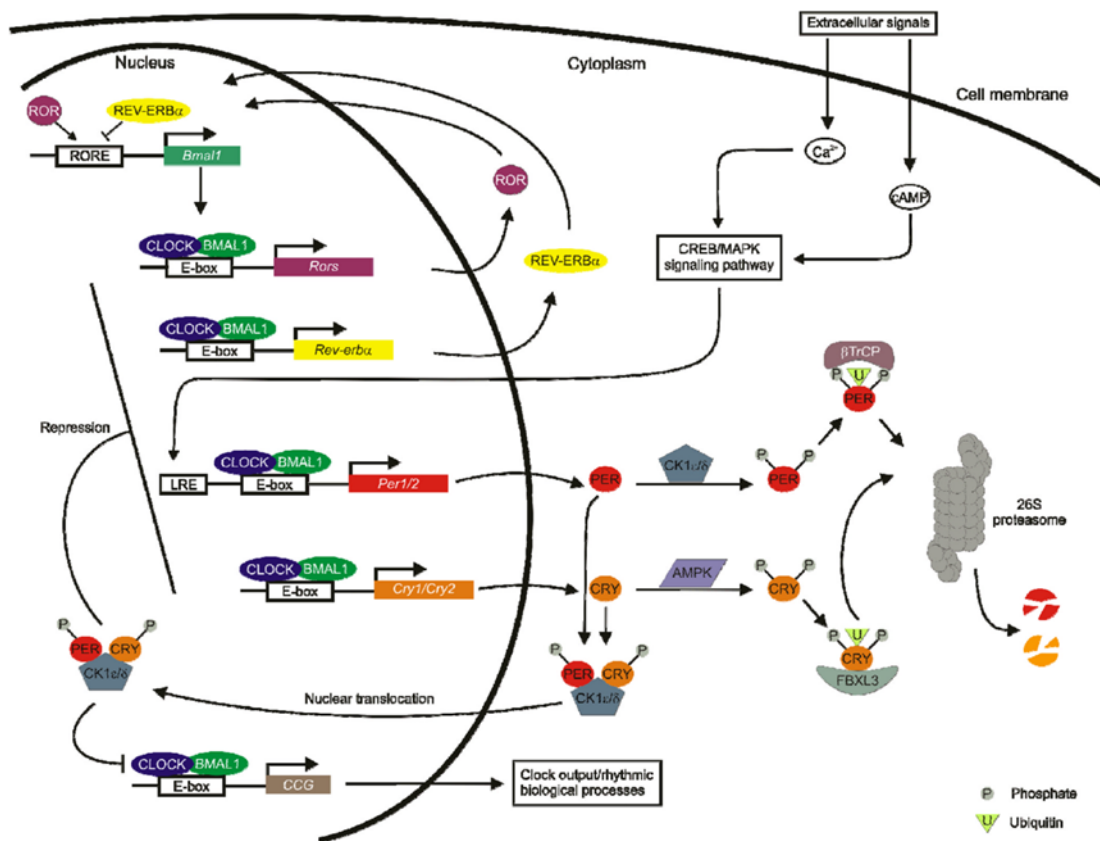 Extracellular signals
Nucleus
Cytoplasm
Cell membrane
ROR
REV-ERBα
RORE
Bmal1
Ca²⁺
ROR
cAMP
CLOCK BMAL1
E-box
Rors
REV-ERBα
CREB/MAPK
signaling pathway
CLOCK BMAL1
E-box
Rev-erbα
βTrCP
P U P
PER
Repression
CLOCK BMAL1
LRE
E-box
Per1/2
PER
CK1ε/δ
P P
PER
26S
proteasome
CLOCK BMAL1
E-box
Cry1/Cry2
CRY
AMPK
P P
CRY
P U P
CRY
FBXL3
P P
PER CRY
CK1ε/δ
P P
PER CRY
CK1ε/δ
Nuclear translocation
CLOCK BMAL1
E-box
CCG
Clock output/rhythmic
biological processes
P Phosphate
U Ubiquitin